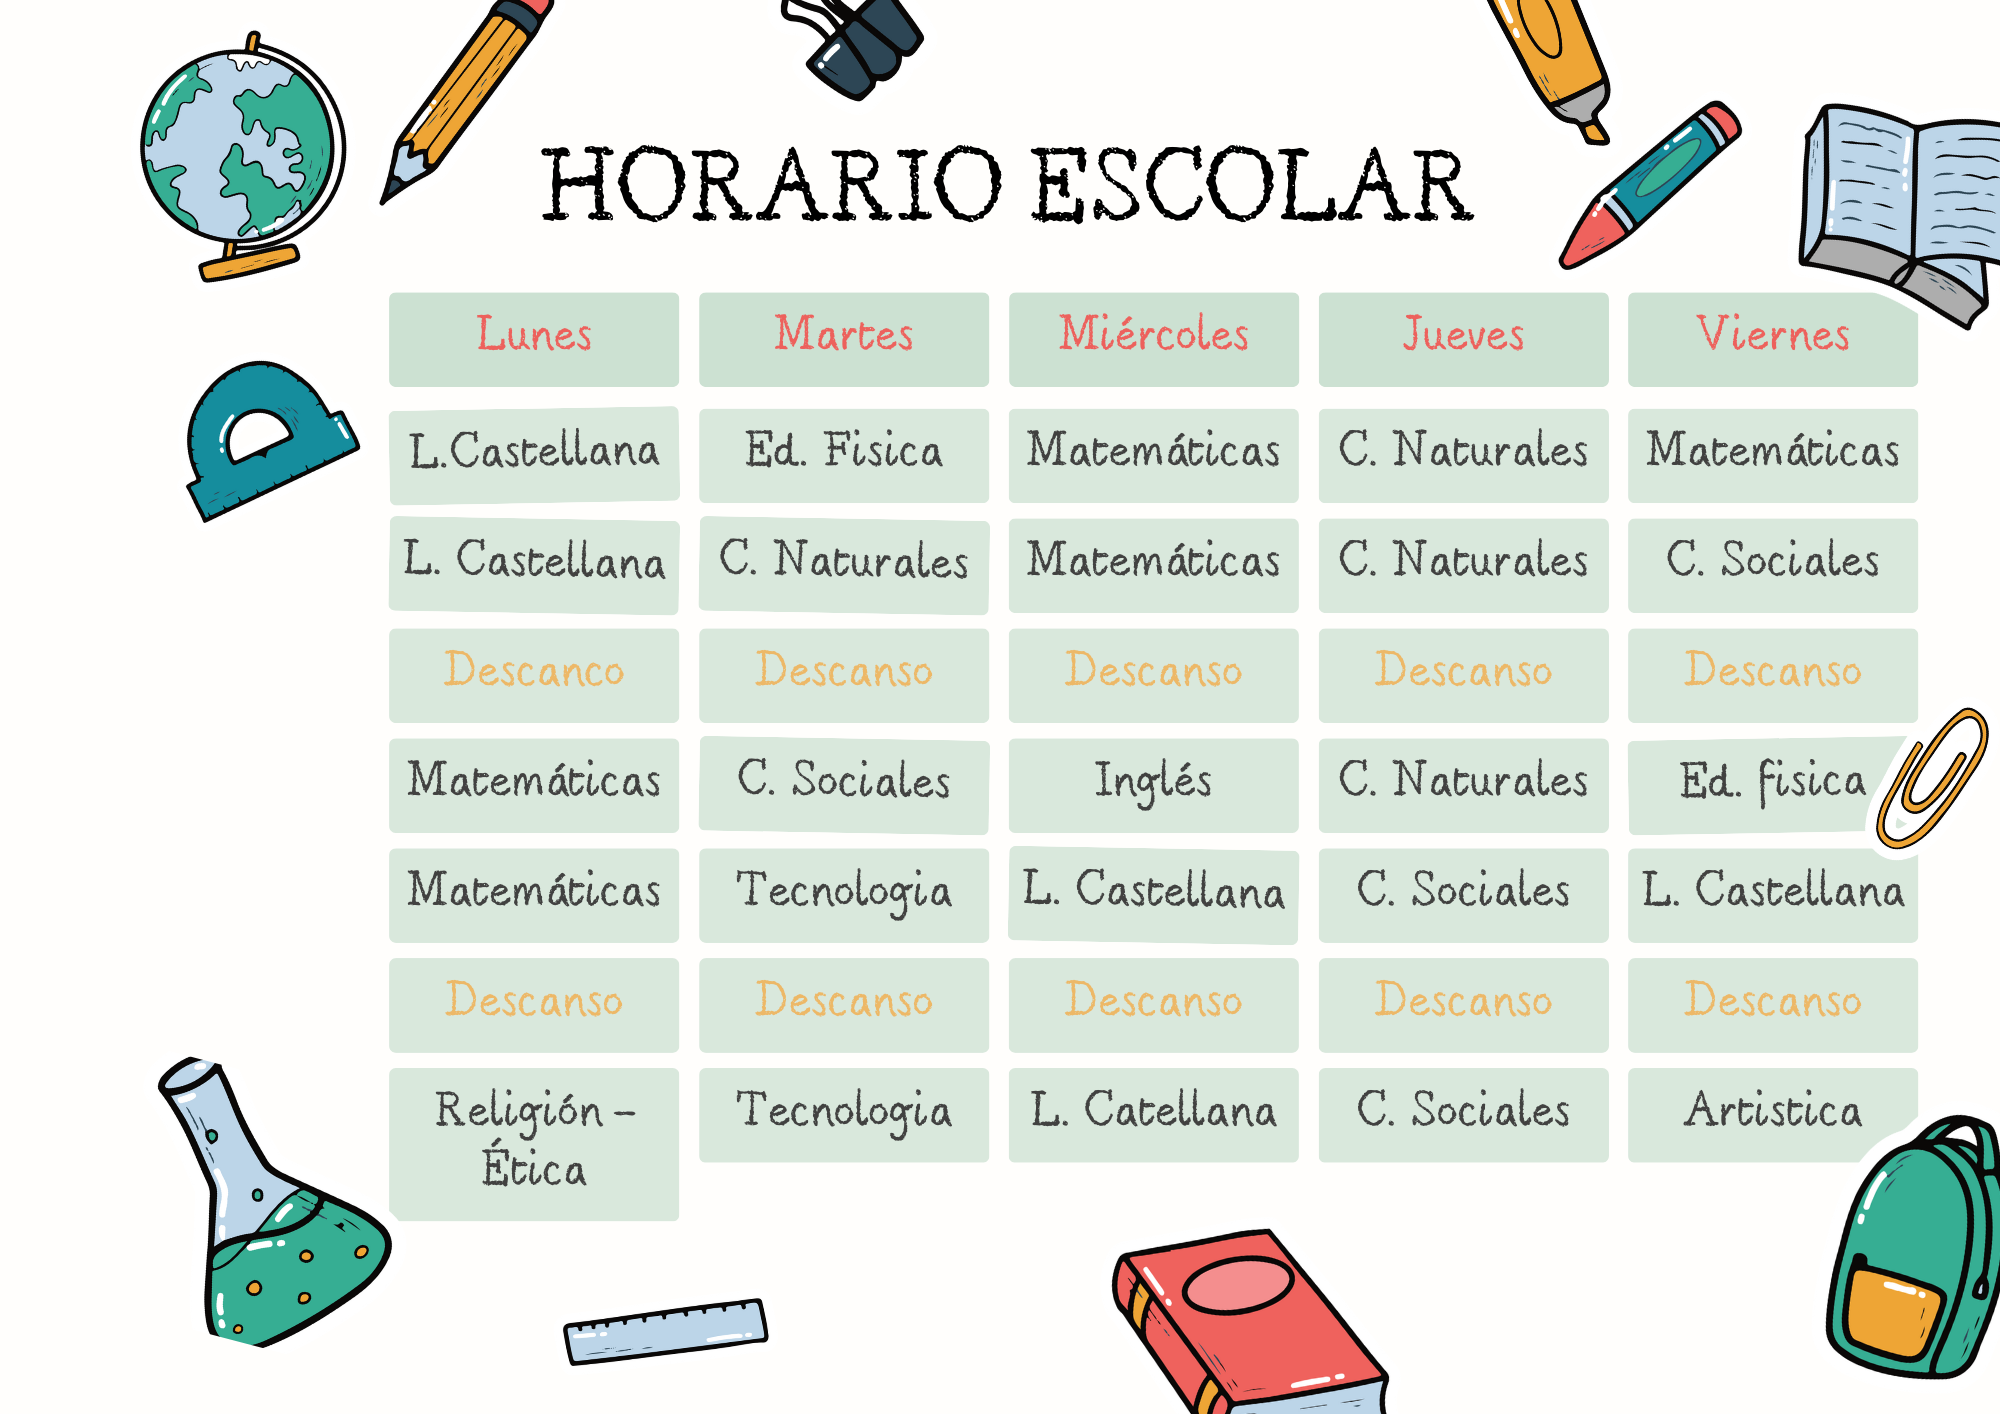 HORARIO ESCOLAR
Lunes Martes Miércoles Jueves Viernes
L.Castellana Ed. Fisica Matemáticas C. Naturales Matemáticas
L. Castellana C. Naturales Matemáticas C. Naturales C. Sociales
Descanco Descanso Descanso Descanso Descanso
Matemáticas C. Sociales Inglés C. Naturales Ed. fisica
Matemáticas Tecnologia L. Castellana C. Sociales L. Castellana
Descanso Descanso Descanso Descanso Descanso
Religión - Tecnologia L. Catellana C. Sociales Artistica
Ética